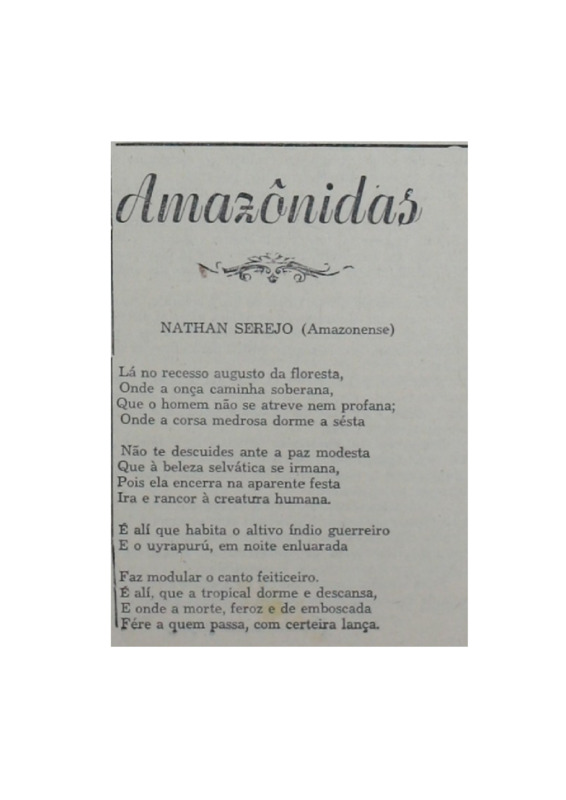 Amazônidas
NATHAN SEREJO (Amazonense)
Lá no recesso augusto da floresta,
Onde a onça caminha soberana,
Que o homem não se atreve nem profana;
Onde a corsa medrosa dorme a sésta
Não te descuides ante a paz modesta
Que à beleza selvática se irmana,
Pois ela encerra na aparente festa
Ira e rancor à creatura humana.
É alí que habita o altivo índio guerreiro
E o uyrapurú, em noite enluarada
Faz modular o canto feiticeiro.
É alí, que a tropical dorme e descansa,
E onde a morte, feroz e de emboscada
Fére a quem passa, com certeira lança.